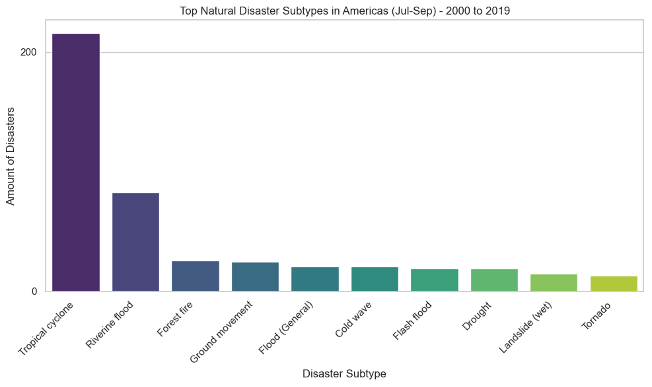 Top Natural Disaster Subtypes in Americas (Jul-Sep) - 2000 to 2019
Amount of Disasters
200
0
Tropical cyclone
Riverine flood
Forest fire
Ground movement
Flood (General)
Cold wave
Flash flood
Drought
Landslide (wet)
Tornado
Disaster Subtype